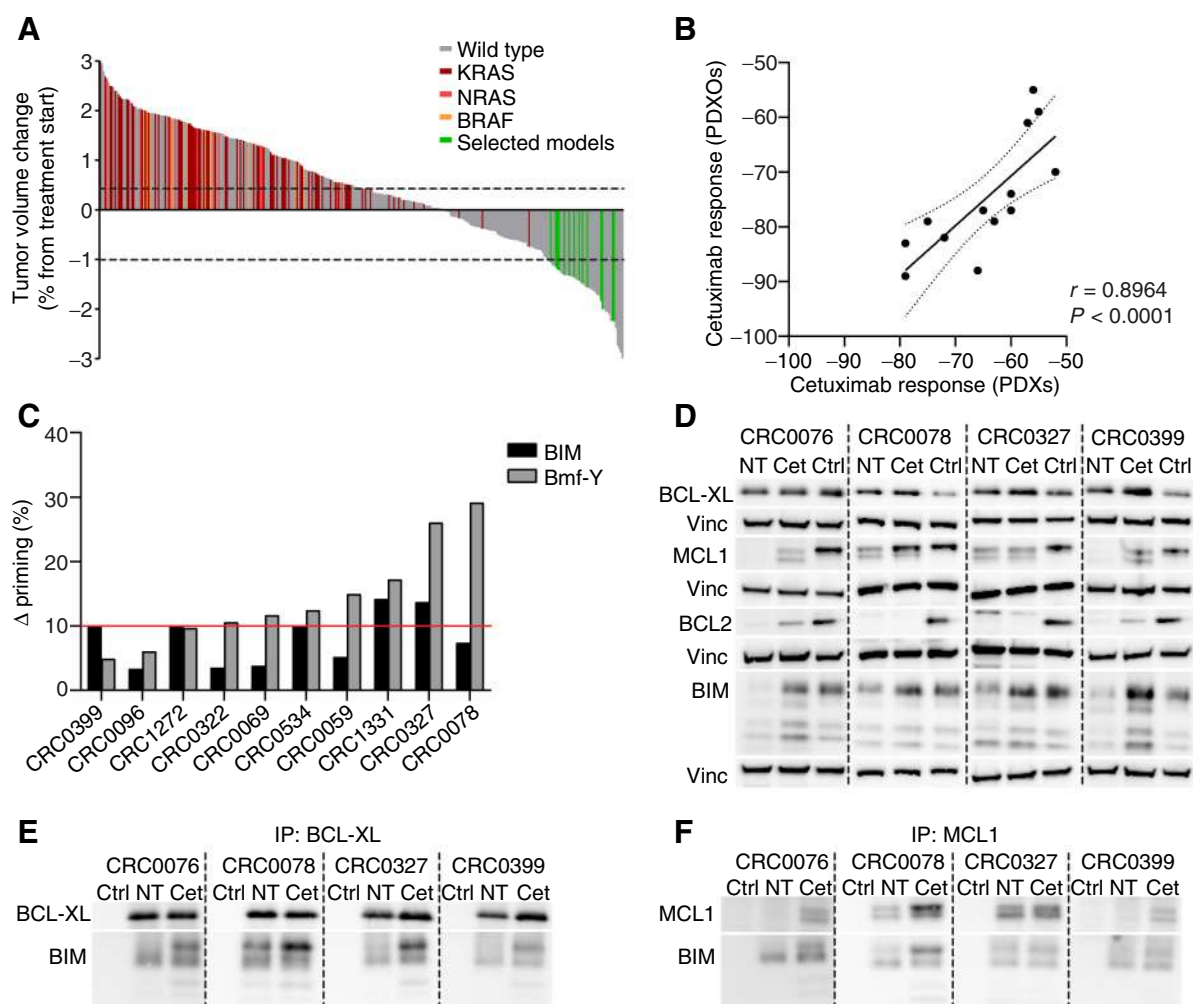 A
Tumor volume change
(% from treatment start)
3
2
1
0
−1
−2
−3
Wild type
KRAS
NRAS
BRAF
Selected models
B
Cetuximab response (PDXOs)
−50
−60
−70
−80
−90
−100
−100 −90 −80 −70 −60 −50
Cetuximab response (PDXs)
r = 0.8964
P < 0.0001
C
Δ priming (%)
40
30
20
10
0
BIM
Bmf-Y
CRC0399
CRC0096
CRC1272
CRC0322
CRC0069
CRC0534
CRC0059
CRC1331
CRC0327
CRC0078
D
CRC0076 CRC0078 CRC0327 CRC0399
NT Cet Ctrl NT Cet Ctrl NT Cet Ctrl NT Cet Ctrl
BCL-XL
Vinc
MCL1
Vinc
BCL2
Vinc
BIM
Vinc
E
IP: BCL-XL
CRC0076 CRC0078 CRC0327 CRC0399
Ctrl NT Cet Ctrl NT Cet Ctrl NT Cet Ctrl NT Cet
BCL-XL
BIM
F
IP: MCL1
CRC0076 CRC0078 CRC0327 CRC0399
Ctrl NT Cet Ctrl NT Cet Ctrl NT Cet Ctrl NT Cet
MCL1
BIM